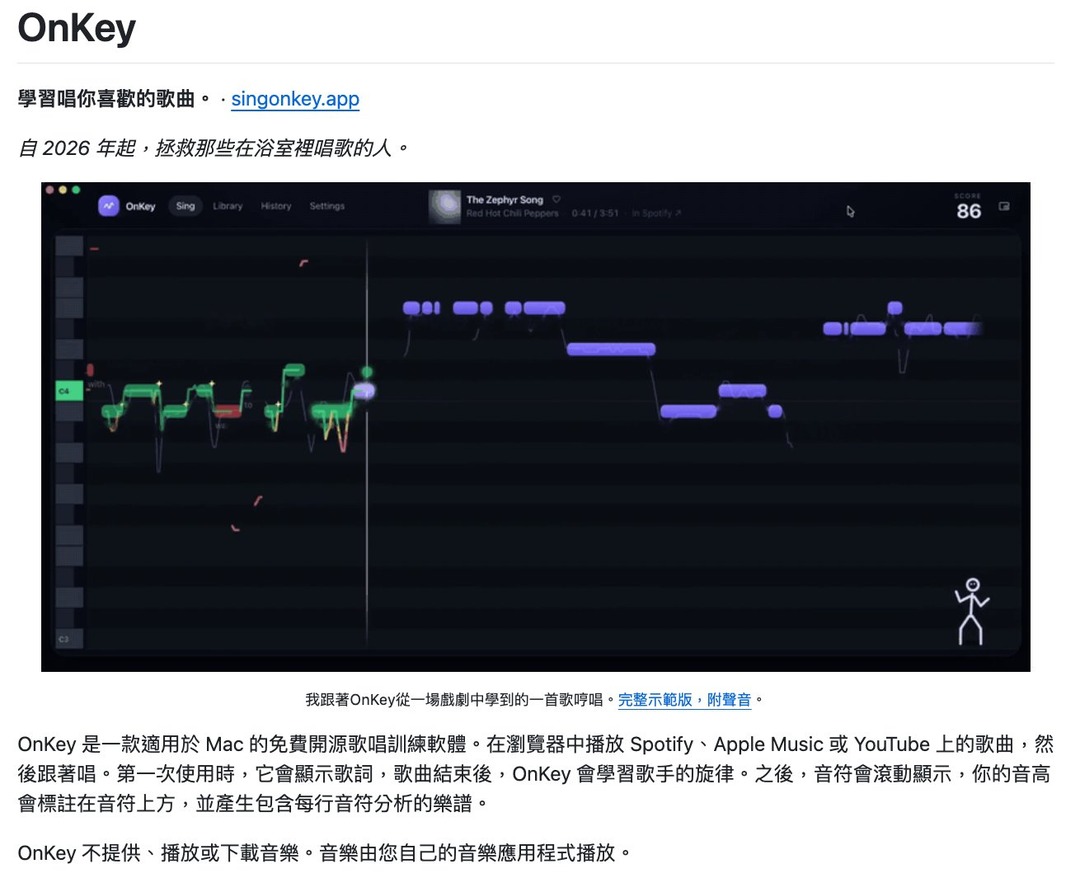 OnKey
學習唱你喜歡的歌曲。 · singonkey.app
自 2026 年起，拯救那些在浴室裡唱歌的人。
OnKey Sing Library History Settings
The Zephyr Song
Red Hot Chili Peppers · 0:41 / 3:51 · In Spotify ↗
SCORE
86
with
C4
to
we
C3
我跟著OnKey從一場戲劇中學到的一首歌哼唱。完整示範版，附聲音。
OnKey 是一款適用於 Mac 的免費開源歌唱訓練軟體。在瀏覽器中播放 Spotify、Apple Music 或 YouTube 上的歌曲，然
後跟著唱。第一次使用時，它會顯示歌詞，歌曲結束後，OnKey 會學習歌手的旋律。之後，音符會滾動顯示，你的音高
會標註在音符上方，並產生包含每行音符分析的樂譜。
OnKey 不提供、播放或下載音樂。音樂由您自己的音樂應用程式播放。